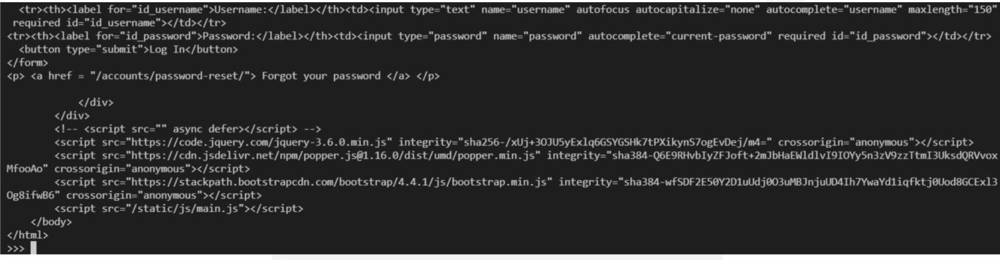 <tr><th><label for="id_username">Username:</label></th><td><input type="text" name="username" autofocus autocapitalize="none" autocomplete="username" maxlength="150"
required id="id_username"></td></tr>
<tr><th><label for="id_password">Password:</label></th><td><input type="password" name="password" autocomplete="current-password" required id="id_password"></td></tr>
<button type="submit">Log In</button>
</form>
<p> <a href = "/accounts/password-reset/"> Forgot your password </a> </p>
</div>
</div>
<!-- <script src="" async defer></script> -->
<script src="https://code.jquery.com/jquery-3.6.0.min.js" integrity="sha256-/xUj+3OJU5yExlq6GSYGSHk7tPXikynS7ogEvDej/m4=" crossorigin="anonymous"></script>
<script src="https://cdn.jsdelivr.net/npm/popper.js@1.16.0/dist/umd/popper.min.js" integrity="sha384-Q6E9RHvbIyZFJoft+2mJbHaEWldlvI9IOYy5n3zV9zzTtmI3UksdQRVvox
MfooAo" crossorigin="anonymous"></script>
<script src="https://stackpath.bootstrapcdn.com/bootstrap/4.4.1/js/bootstrap.min.js" integrity="sha384-wfSDF2E50Y2D1uUdj0O3uMBJnjuUD4Ih7YwaYd1iqfktj0Uod8GCExl3
Og8ifwB6" crossorigin="anonymous"></script>
<script src="/static/js/main.js"></script>
</body>
</html>
>>>